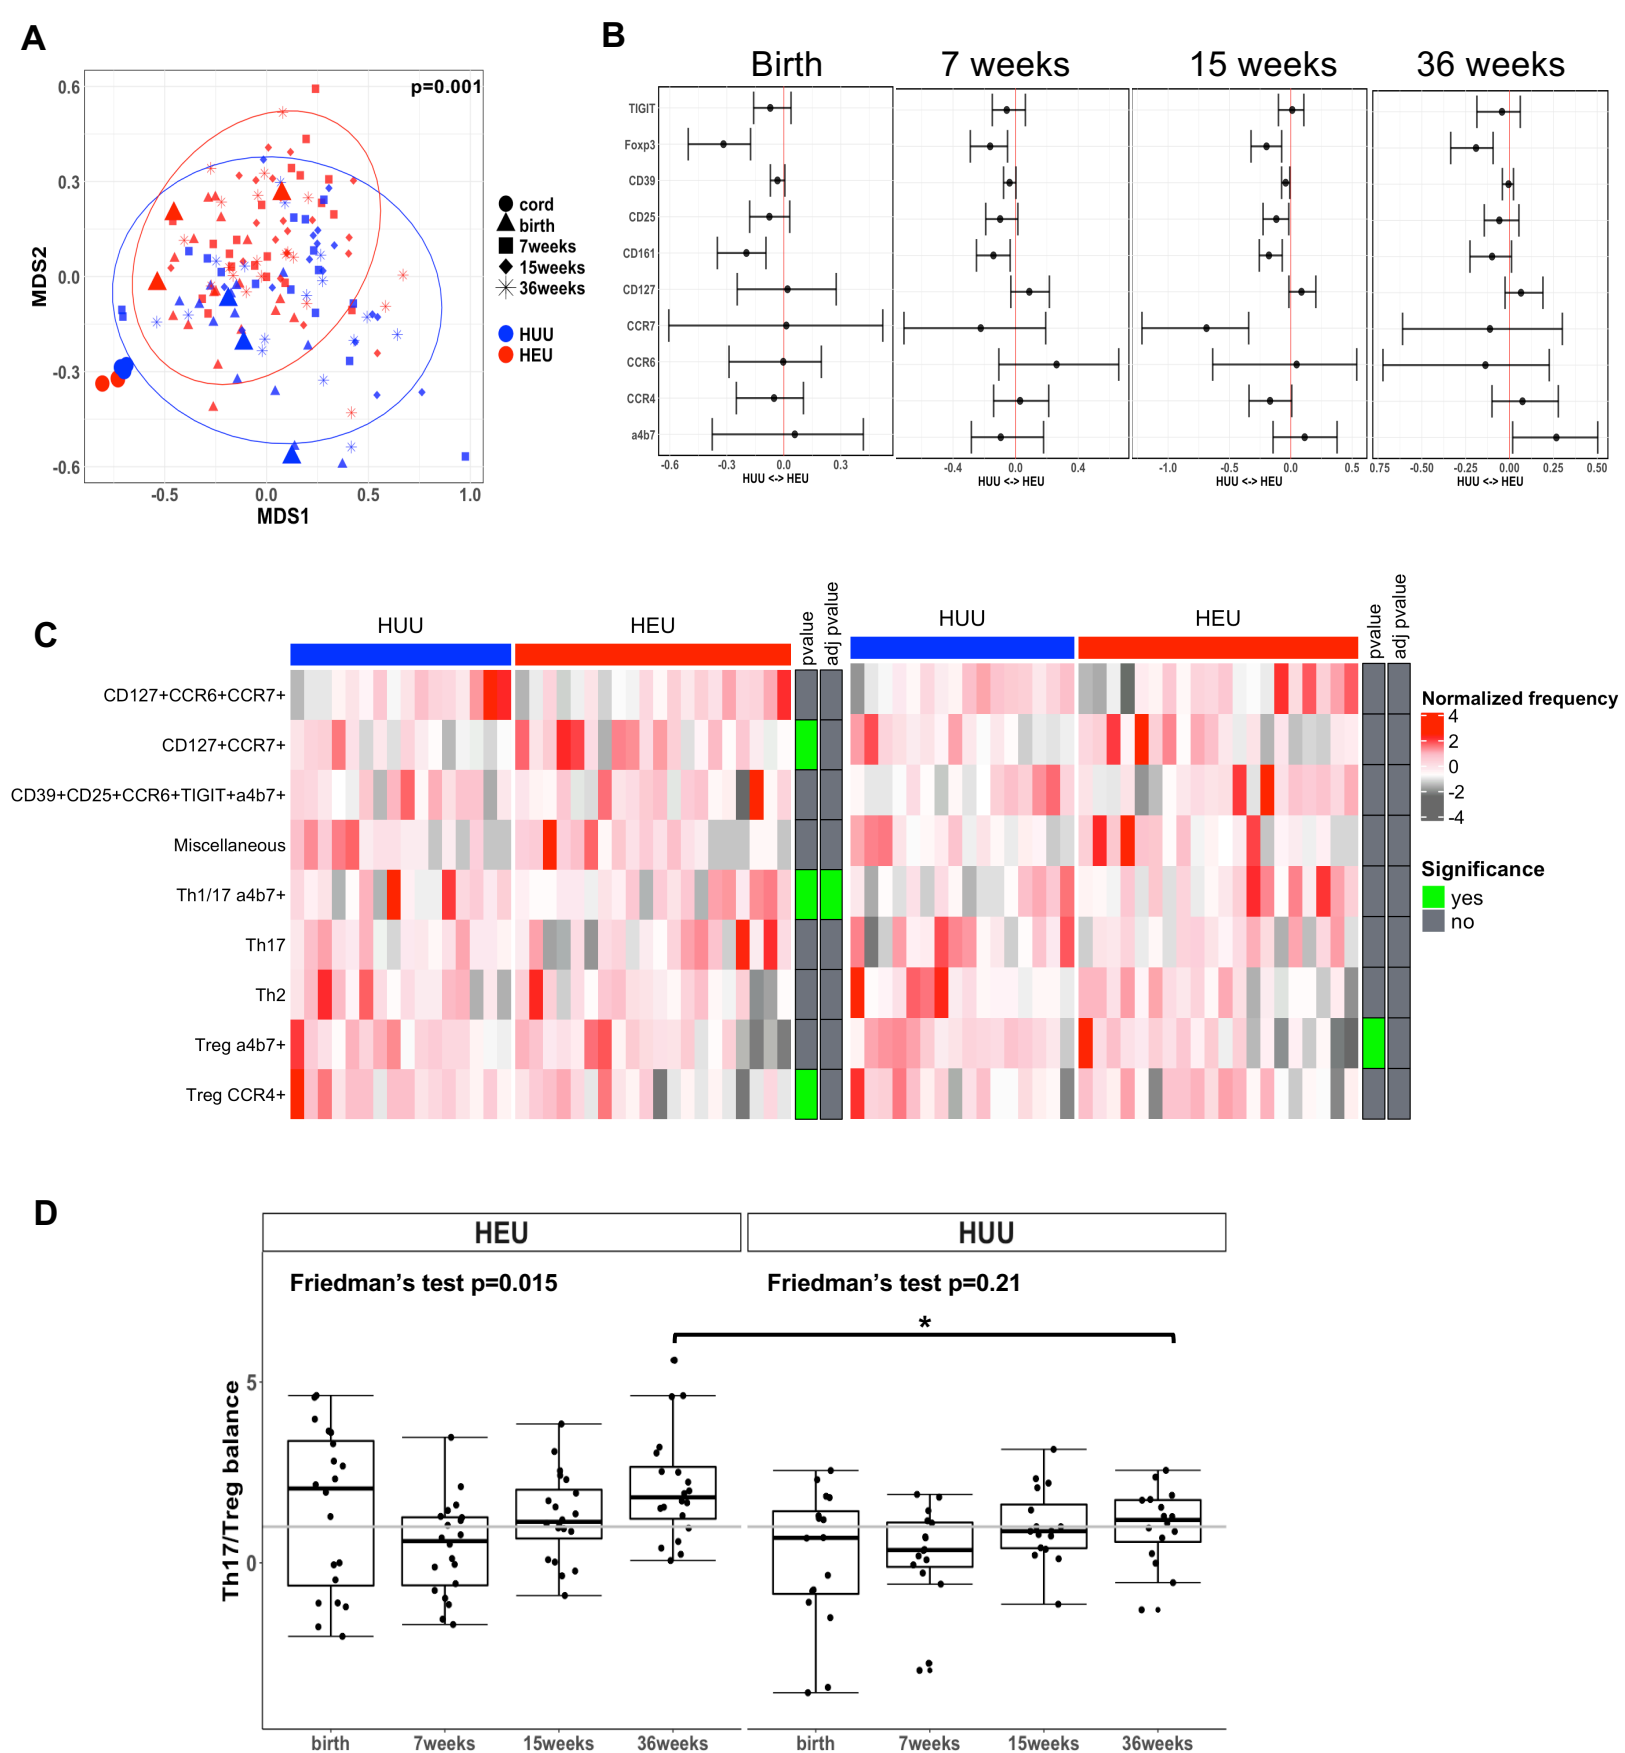 A
p=0.001
0.6
0.3
0.0
-0.3
-0.6
MDS2
-0.5
0.0
0.5
1.0
MDS1
cord
birth
7weeks
15weeks
36weeks
HUU
HEU
B
Birth
7 weeks
15 weeks
36 weeks
TIGIT
Foxp3
CD39
CD25
CD161
CD127
CCR7
CCR6
CCR4
a4b7
-0.6 -0.3 0.0 0.3
HUU <-> HEU
-0.4 0.0 0.4
HUU <-> HEU
-1.0 -0.5 0.0 0.5
HUU <-> HEU
0.75 -0.50 -0.25 0.00 0.25 0.50
HUU <-> HEU
C
HUU
HEU
pvalue
adj pvalue
HUU
HEU
pvalue
adj pvalue
CD127+CCR6+CCR7+
CD127+CCR7+
CD39+CD25+CCR6+TIGIT+a4b7+
Miscellaneous
Th1/17 a4b7+
Th17
Th2
Treg a4b7+
Treg CCR4+
Normalized frequency
4
2
0
-2
-4
Significance
yes
no
D
HEU
HUU
Friedman's test p=0.015
Friedman's test p=0.21
*
Th17/Treg balance
5
0
birth 7weeks 15weeks 36weeks
birth 7weeks 15weeks 36weeks